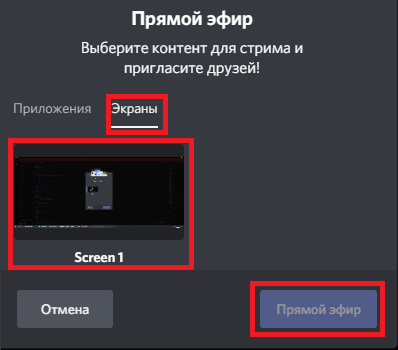 Прямой эфир
Выберите контент для стрима и
пригласите друзей!
Приложения Экраны
Screen 1
Отмена Прямой эфир